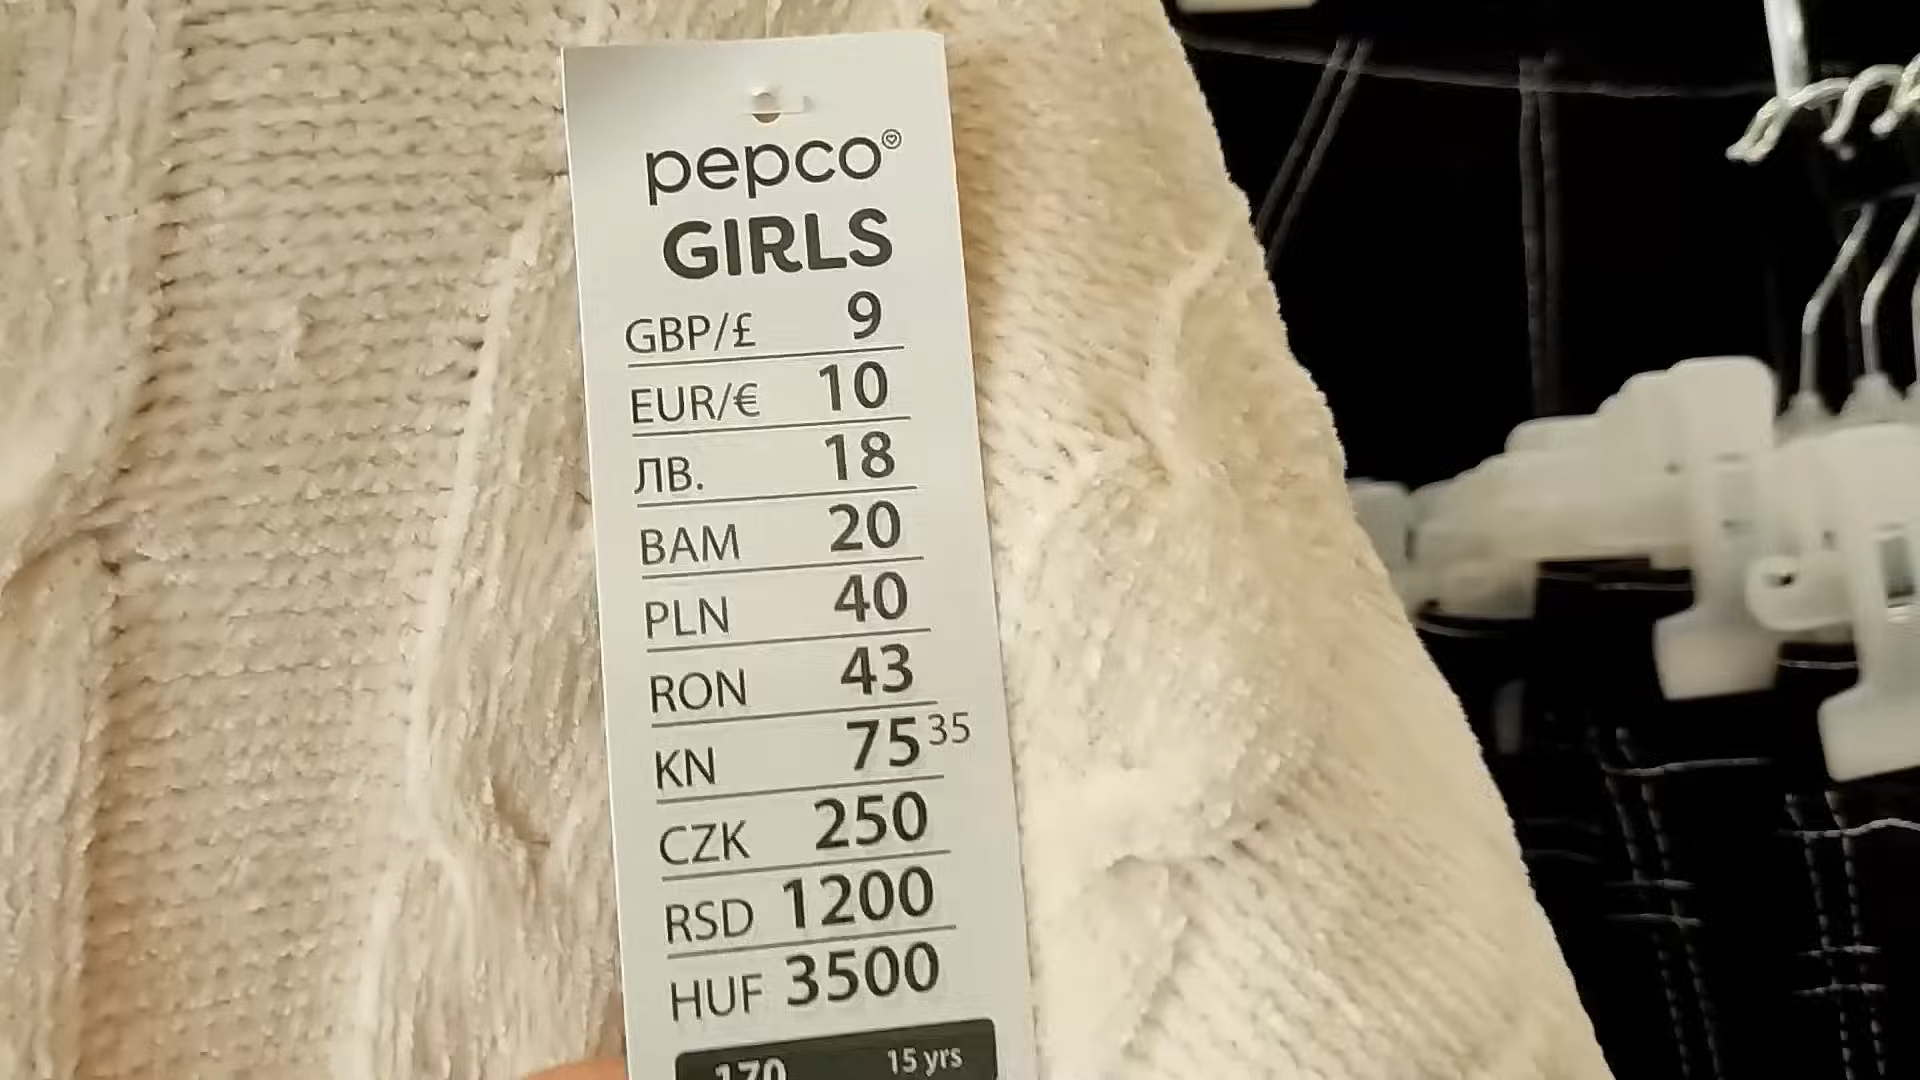 pepco
GIRLS
GBP/£ 9
EUR/€ 10
ЛВ. 18
BAM 20
PLN 40
RON 43
KN 75 35
CZK 250
RSD 1200
HUF 3500
170 15 yrs